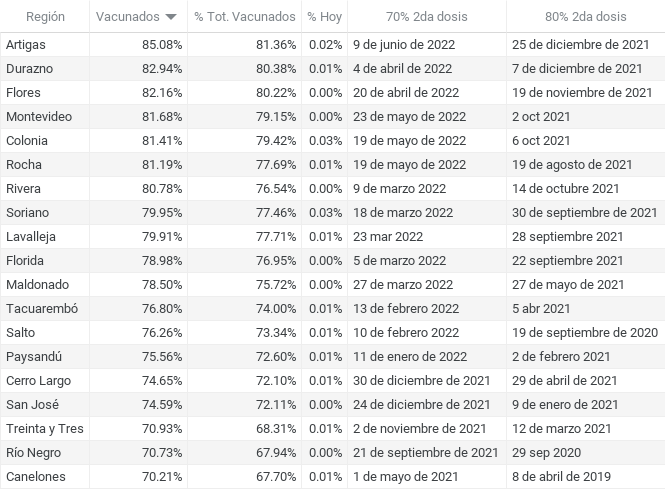 Región Vacunados % Tot. Vacunados % Hoy 70% 2da dosis 80% 2da dosis
Artigas 85.08% 81.36% 0.02% 9 de junio de 2022 25 de diciembre de 2021
Durazno 82.94% 80.38% 0.01% 4 de abril de 2022 7 de diciembre de 2021
Flores 82.16% 80.22% 0.00% 20 de abril de 2022 19 de noviembre de 2021
Montevideo 81.68% 79.15% 0.00% 23 de mayo de 2022 2 oct 2021
Colonia 81.41% 79.42% 0.03% 19 de mayo de 2022 6 oct 2021
Rocha 81.19% 77.69% 0.01% 19 de mayo de 2022 19 de agosto de 2021
Rivera 80.78% 76.54% 0.00% 9 de marzo 2022 14 de octubre 2021
Soriano 79.95% 77.46% 0.03% 18 de marzo 2022 30 de septiembre de 2021
Lavalleja 79.91% 77.71% 0.01% 23 mar 2022 28 septiembre 2021
Florida 78.98% 76.95% 0.00% 5 de marzo 2022 22 septiembre 2021
Maldonado 78.50% 75.72% 0.00% 27 de marzo 2022 27 de mayo de 2021
Tacuarembó 76.80% 74.00% 0.01% 13 de febrero 2022 5 abr 2021
Salto 76.26% 73.34% 0.01% 10 de febrero 2022 19 de septiembre de 2020
Paysandú 75.56% 72.60% 0.01% 11 de enero de 2022 2 de febrero 2021
Cerro Largo 74.65% 72.10% 0.01% 30 de diciembre de 2021 29 de abril de 2021
San José 74.59% 72.11% 0.00% 24 de diciembre de 2021 9 de enero de 2021
Treinta y Tres 70.93% 68.31% 0.01% 2 de noviembre de 2021 12 de marzo 2021
Río Negro 70.73% 67.94% 0.00% 21 de septiembre de 2021 29 sep 2020
Canelones 70.21% 67.70% 0.01% 1 de mayo de 2021 8 de abril de 2019